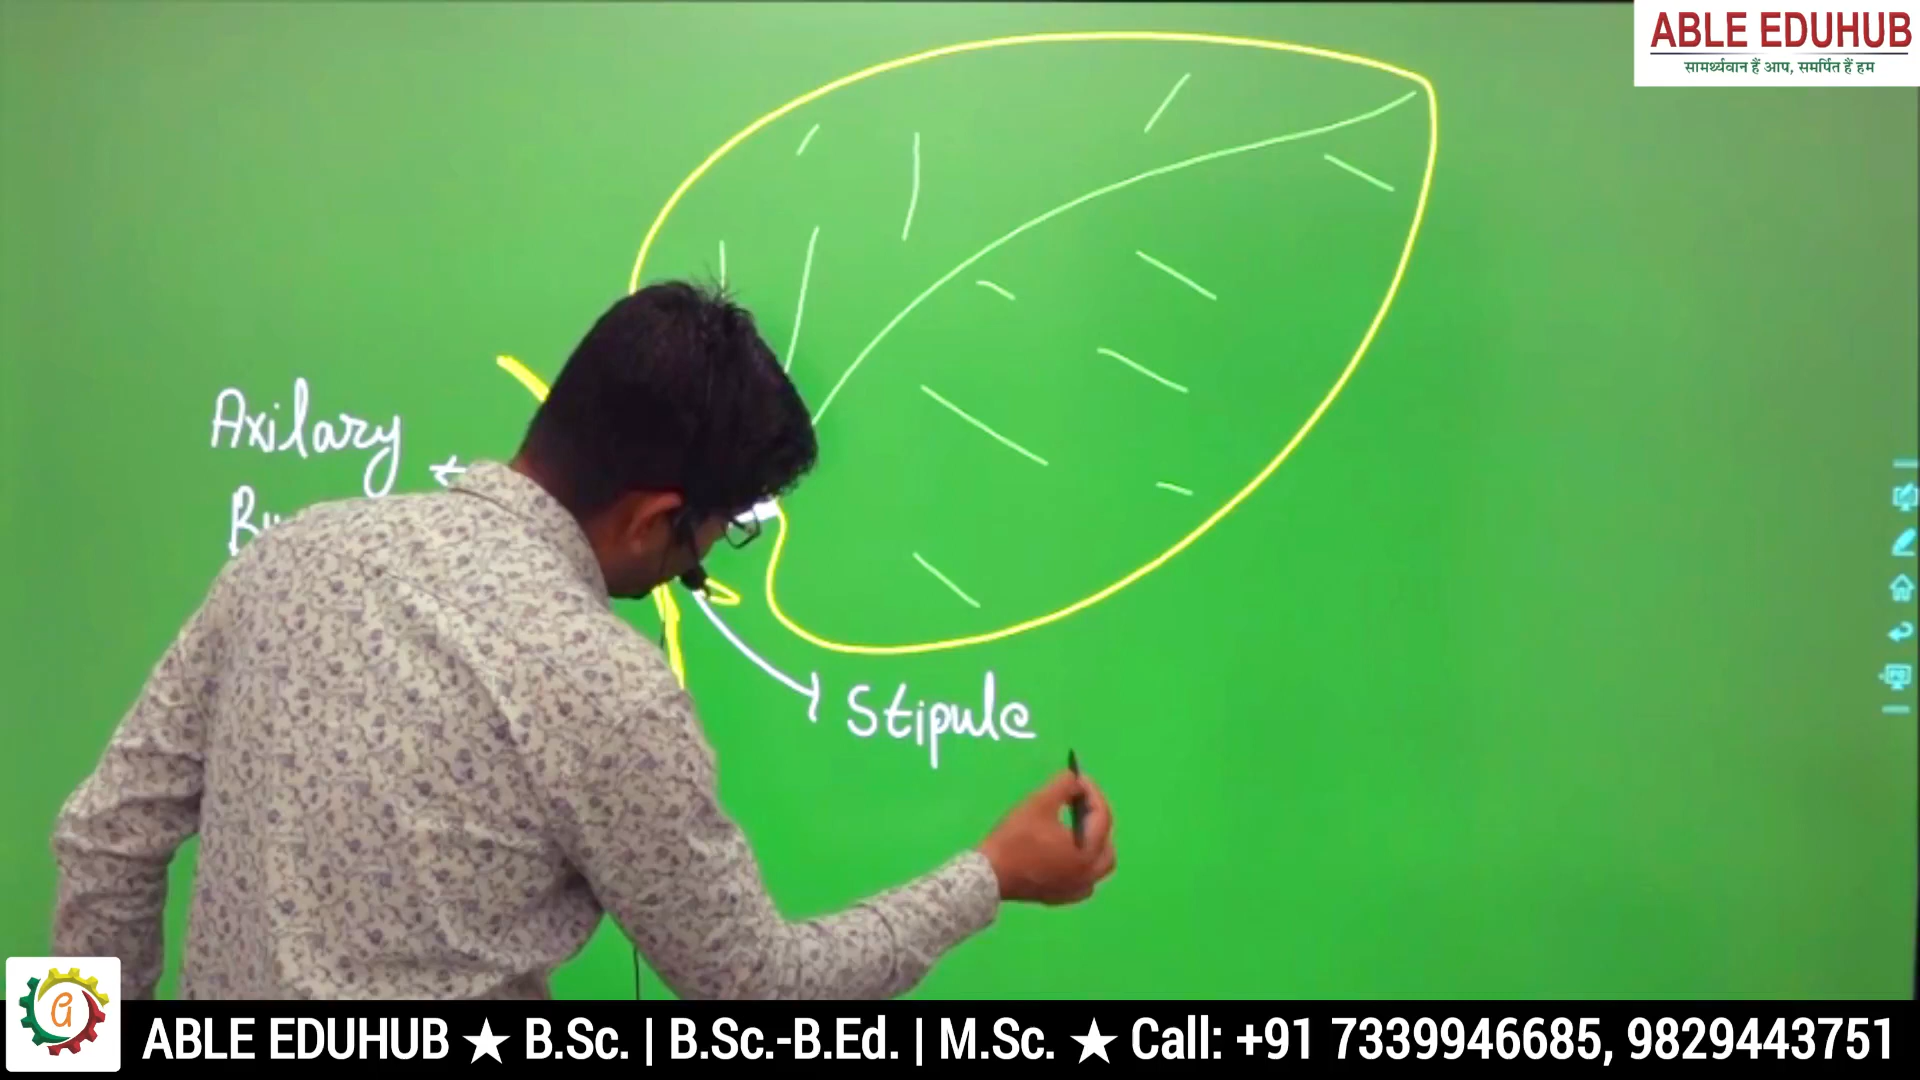 ABLE EDUHUB
सामर्थ्यवान हैं आप, समर्पित हैं हम
Axilary
Stipule
ABLE EDUHUB ★ B.Sc. | B.Sc.-B.Ed. | M.Sc. ★ Call: +91 7339946685, 9829443751